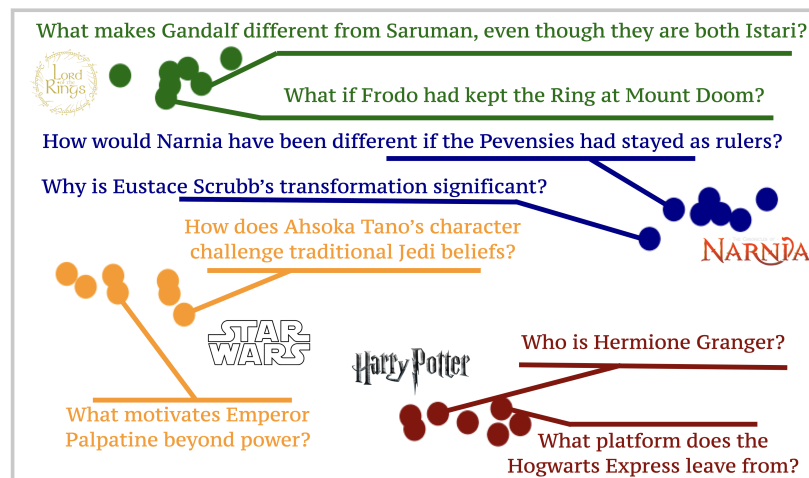 What makes Gandalf different from Saruman, even though they are both Istari?
LORD
OF THE
RINGS
What if Frodo had kept the Ring at Mount Doom?
How would Narnia have been different if the Pevensies had stayed as rulers?
Why is Eustace Scrubb's transformation significant?
How does Ahsoka Tano's character
challenge traditional Jedi beliefs?
NARNIA
STAR
WARS
Harry Potter
Who is Hermione Granger?
What motivates Emperor
Palpatine beyond power?
What platform does the
Hogwarts Express leave from?